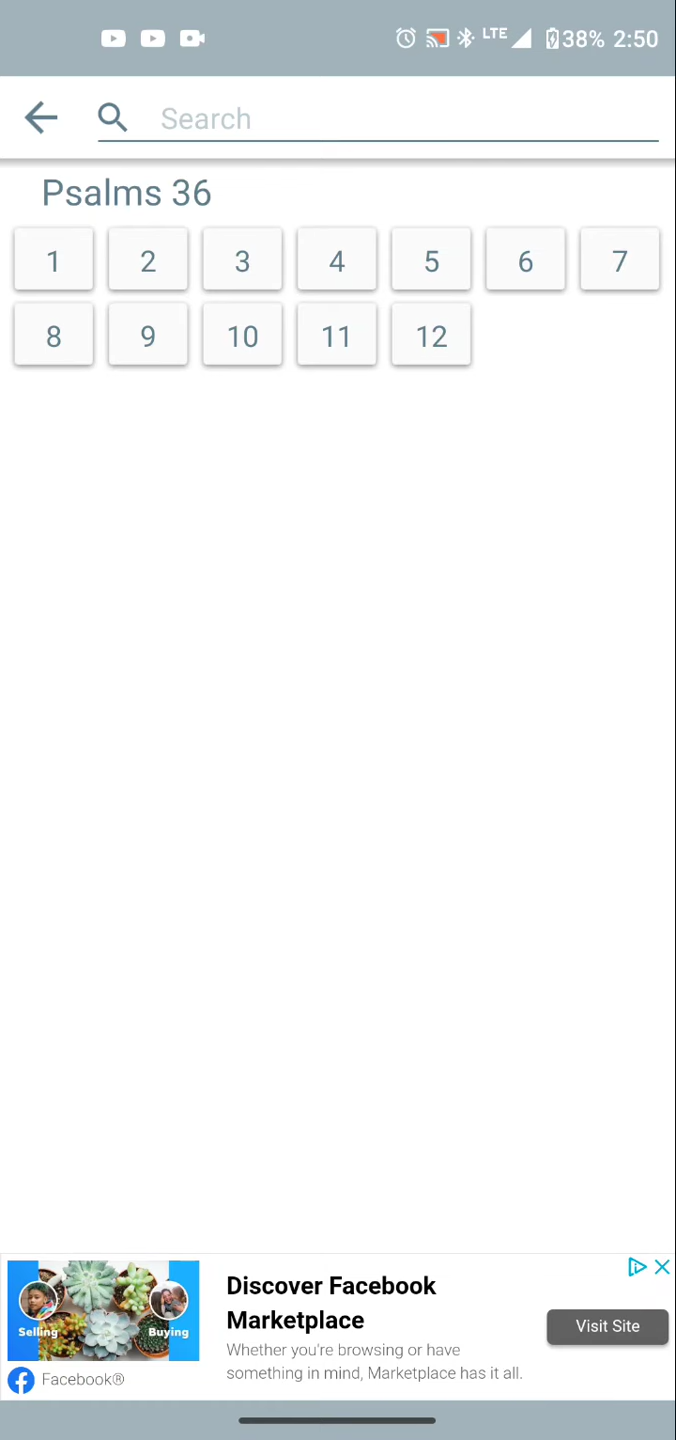 LTE 38% 2:50
Search
Psalms 36
1 2 3 4 5 6 7
8 9 10 11 12
Discover Facebook
Marketplace
Whether you're browsing or have
something in mind, Marketplace has it all.
Visit Site
Selling Buying
Facebook®